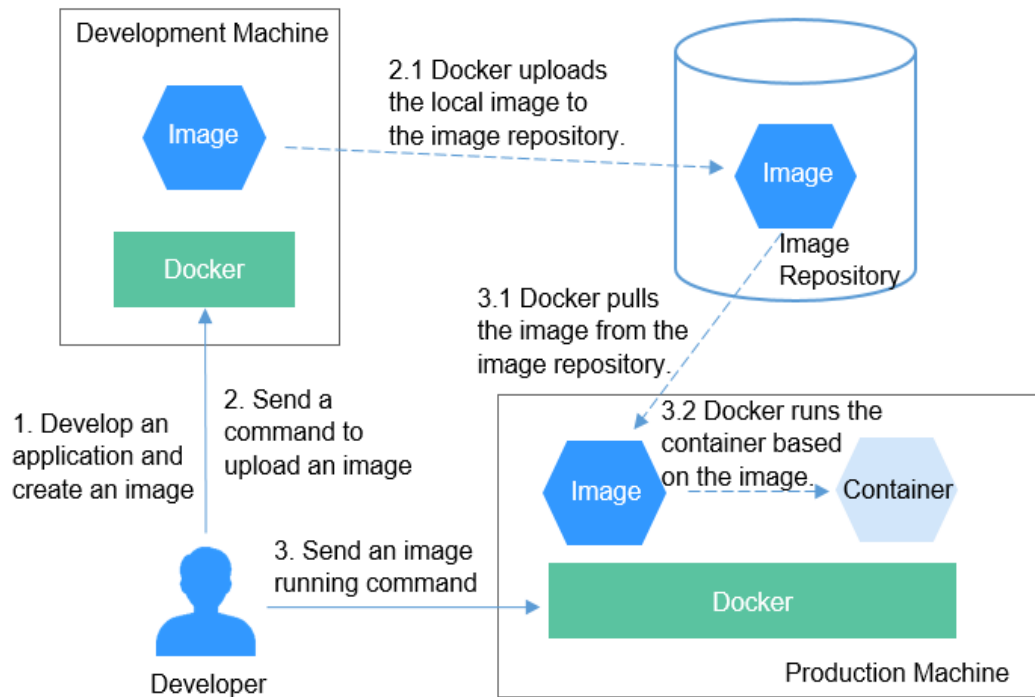 Development Machine
Image
Docker
2.1 Docker uploads
the local image to
the image repository.
Image
Image
Repository
3.1 Docker pulls
the image from the
image repository.
1. Develop an
application and
create an image
2. Send a
command to
upload an image
3.2 Docker runs the
container based
on the image.
Image
Container
3. Send an image
running command
Docker
Developer
Production Machine